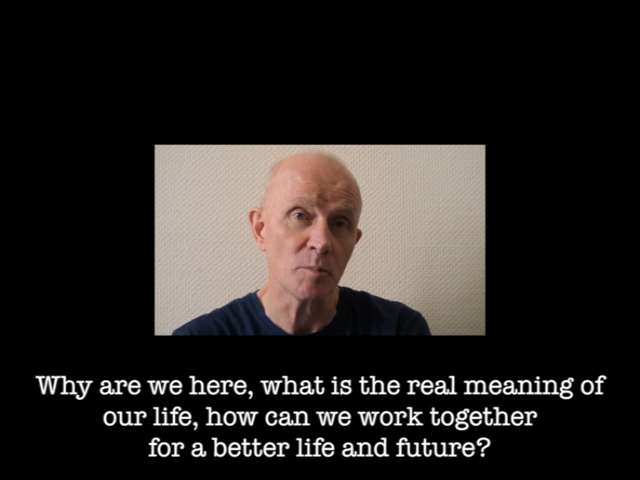 Why are we here, what is the real meaning of
our life, how can we work together
for a better life and future?